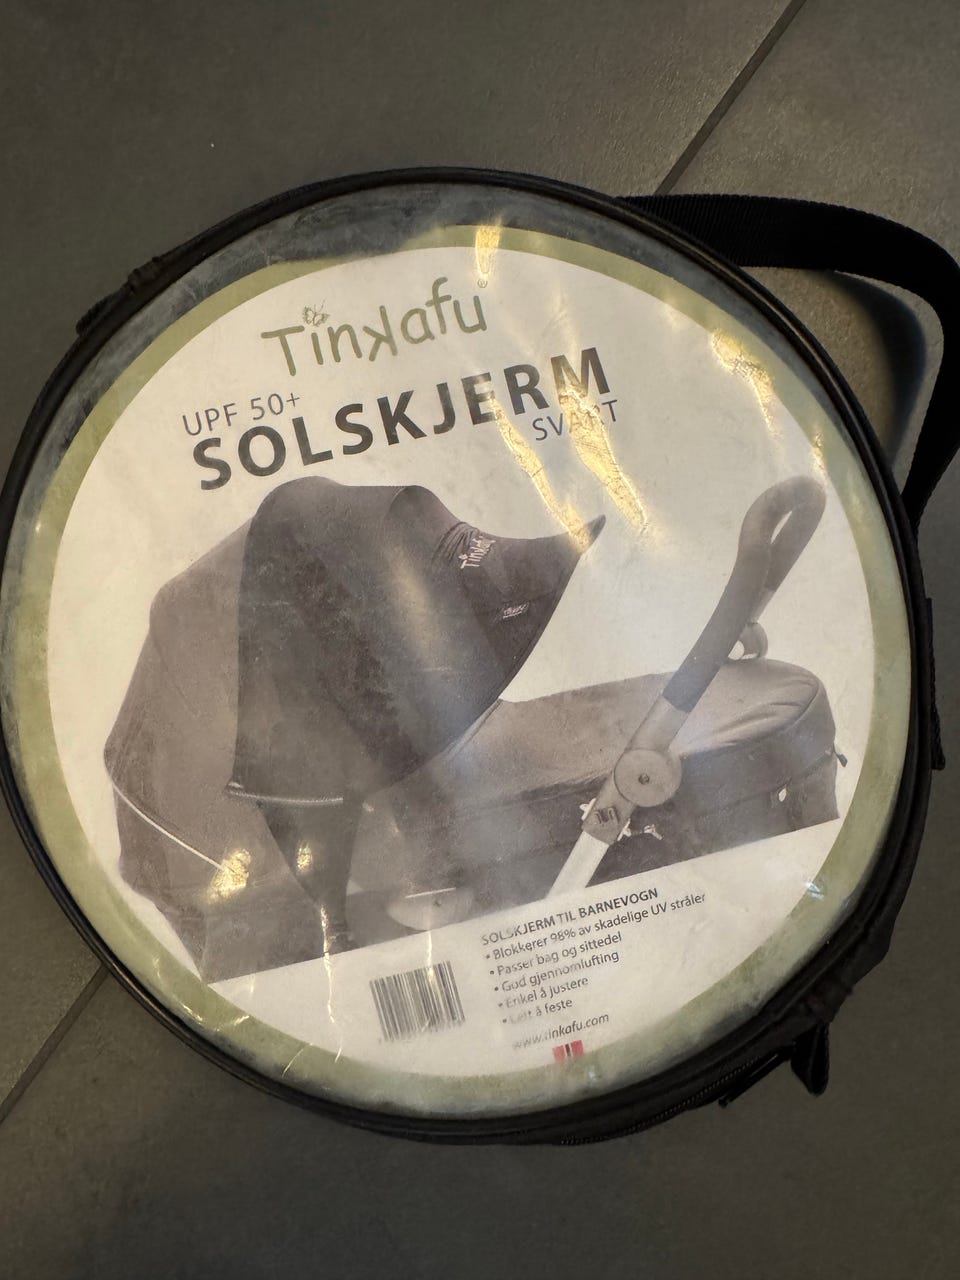 Tinkafu®
UPF 50+
SOLSKJERM
SVART
Tinkafu
SOLSKJERM TIL BARNEVOGN
• Blokkerer 98% av skadelige UV stråler
• Passer bag og sittedel
• God gjennomlufting
• Enkel å justere
• Lett å feste
www.tinkafu.com